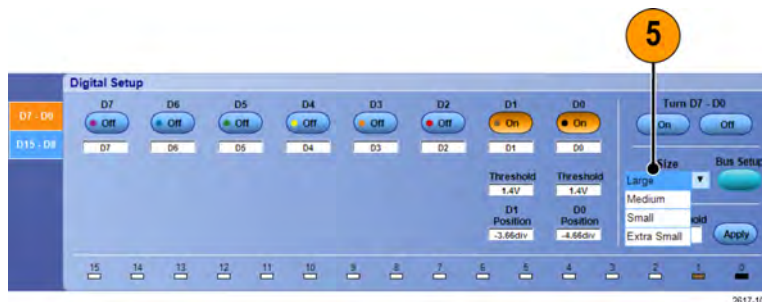 5
Digital Setup
D7 D6 D5 D4 D3 D2 D1 D0 Turn D7 - D0
D7 - D0 Off Off Off Off Off Off On On On Off
D15 - D8 D7 D6 D5 D4 D3 D2 D1 D0
Size Bus Setup
Threshold Threshold Large
1.4V 1.4V Medium
D1 D0 Small
Position Position Extra Small Apply
-3.66div -4.66div
15 14 13 12 11 10 9 8 7 6 5 4 3 2 1 0